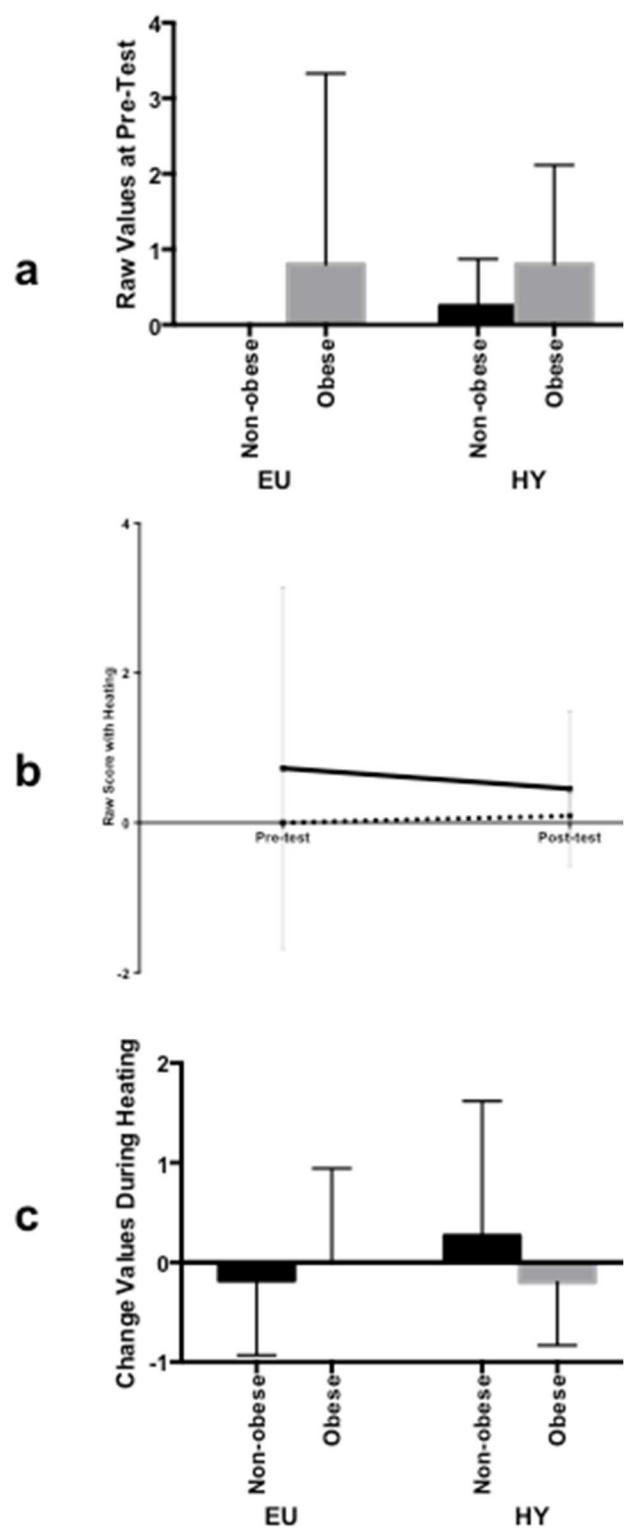 a
Raw Values at Pre-Test
4
3
2
1
0
Non-obese
Obese
Non-obese
Obese
EU
HY
b
Raw Score with Heating
4
2
0
-2
Pre-test
Post-test
c
Change Values During Heating
2
1
0
-1
Non-obese
Obese
Non-obese
Obese
EU
HY